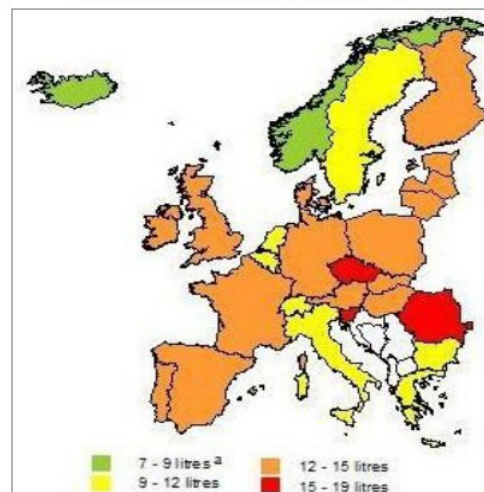 7 - 9 litres a
12 - 15 litres
9 - 12 litres
15 - 19 litres